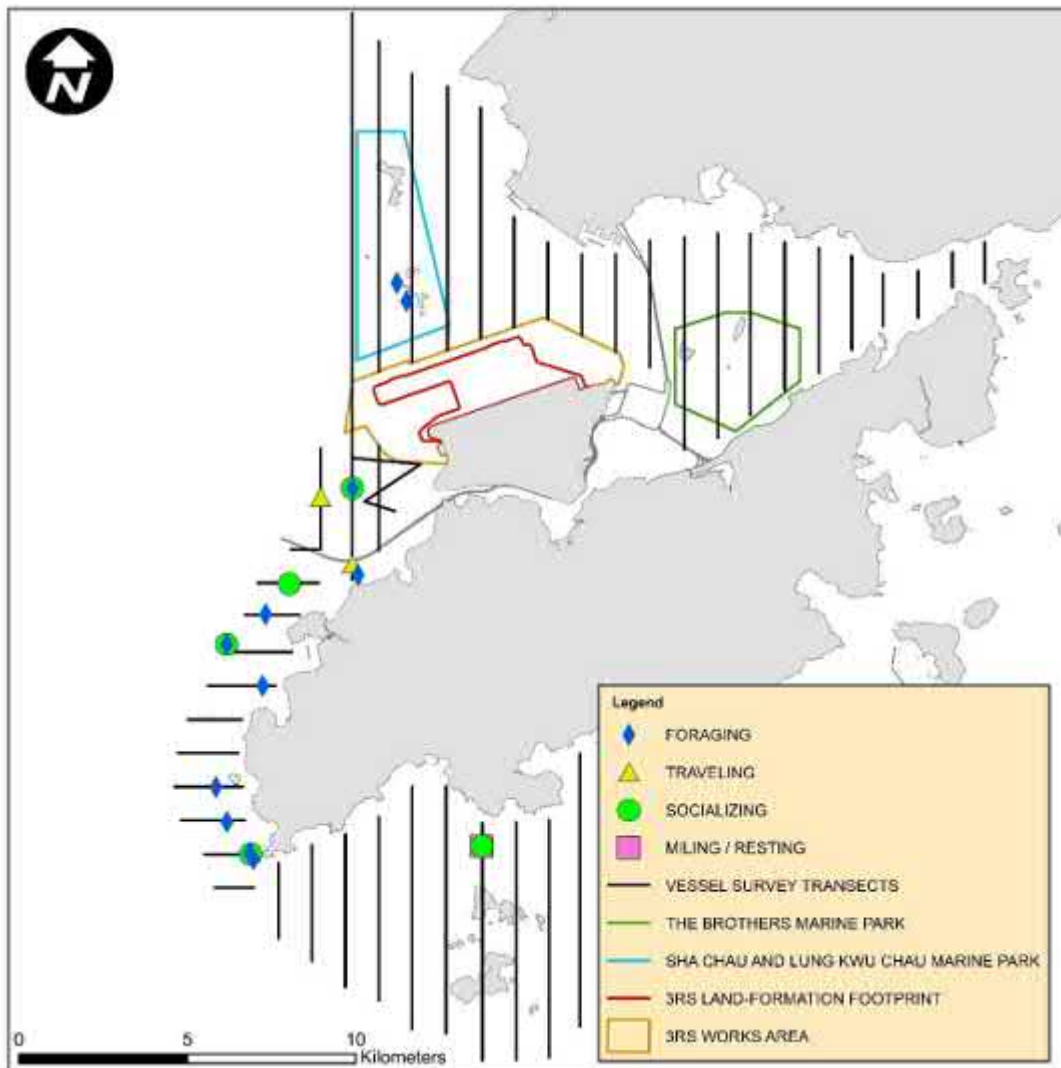 N
Legend
FORAGING
TRAVELING
SOCIALIZING
MILING / RESTING
VESSEL SURVEY TRANSECTS
THE BROTHERS MARINE PARK
SHA CHAU AND LUNG KWU CHAU MARINE PARK
3RS LAND-FORMATION FOOTPRINT
3RS WORKS AREA
0 5 10
Kilometers